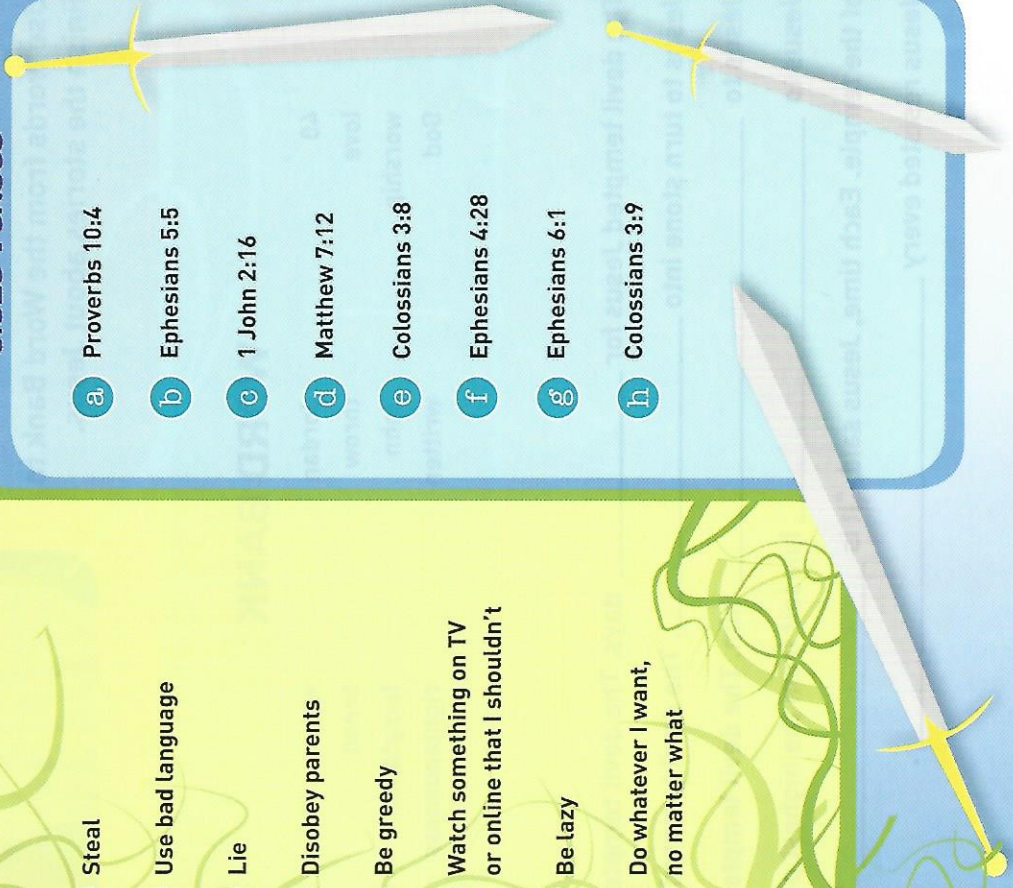 Steal
Use bad language
Lie
Disobey parents
Be greedy
Watch something on TV
or online that I shouldn't
Be lazy
Do whatever I want,
no matter what
a Proverbs 10:4
b Ephesians 5:5
c 1 John 2:16
d Matthew 7:12
e Colossians 3:8
f Ephesians 4:28
g Ephesians 6:1
h Colossians 3:9